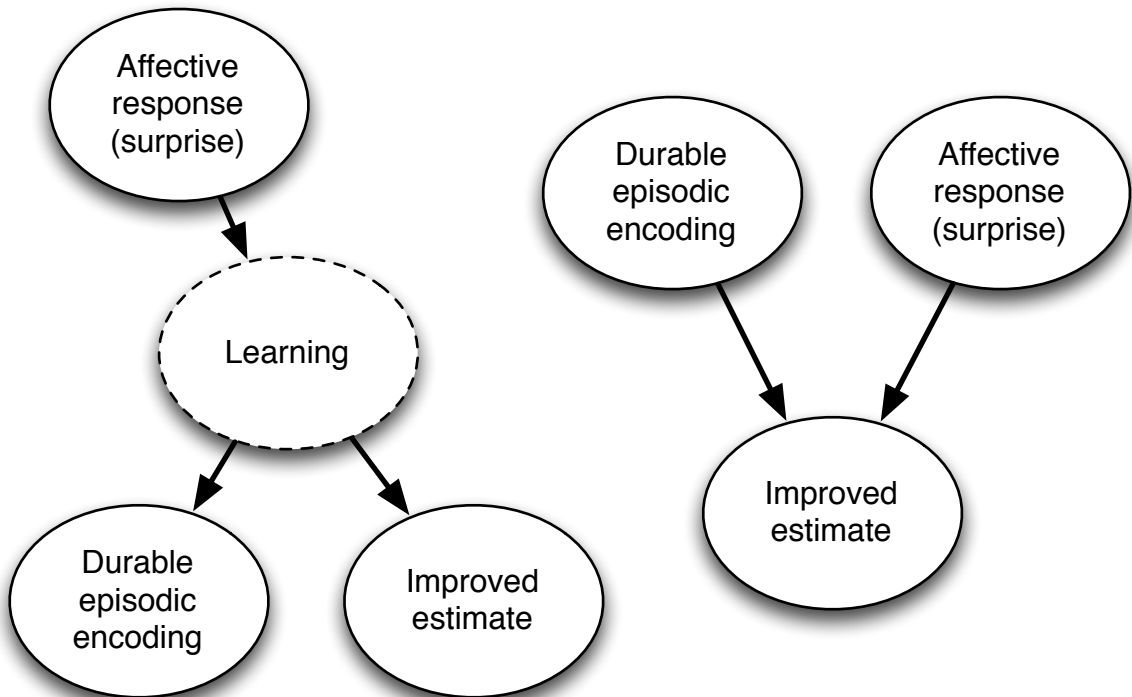 Affective
response
(surprise)
Learning
Durable
episodic
encoding
Improved
estimate
Durable
episodic
encoding
Affective
response
(surprise)
Improved
estimate